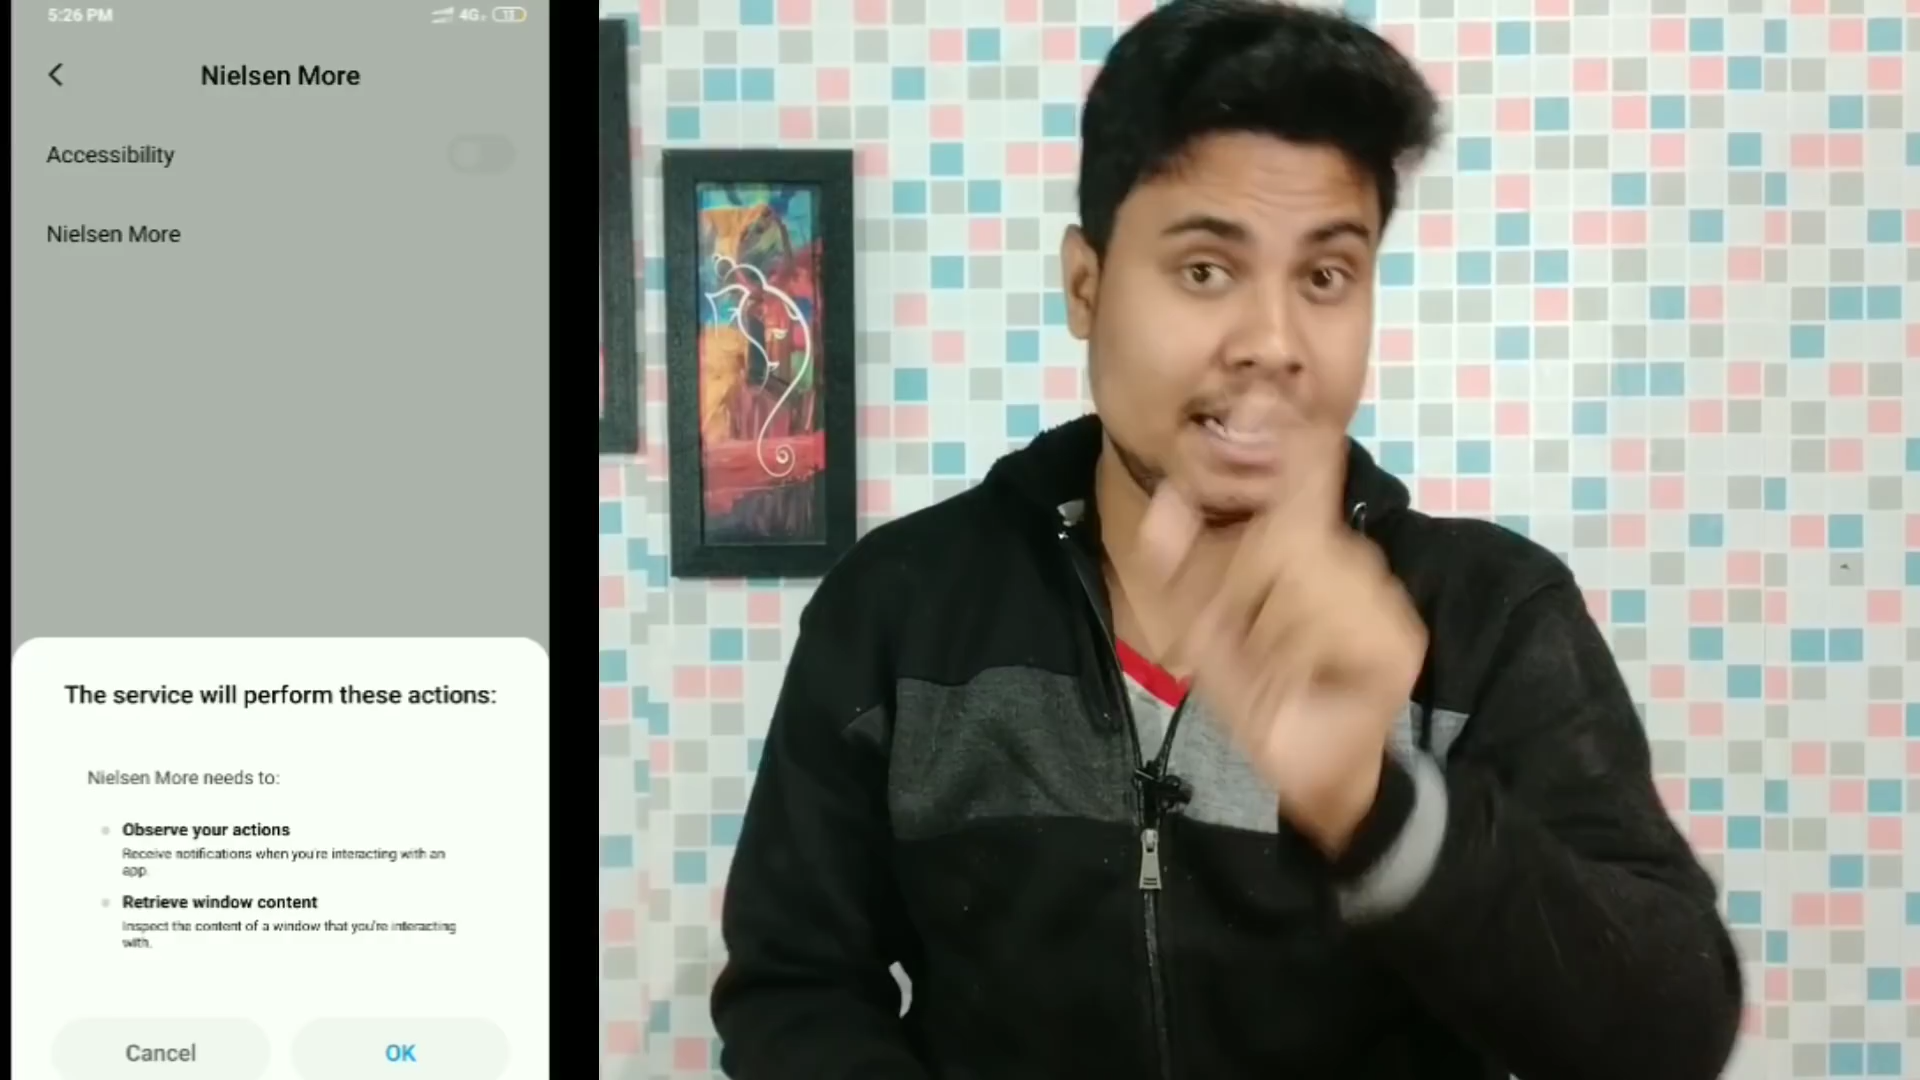 5:26 PM
4G
13
Nielsen More
Accessibility
Nielsen More
The service will perform these actions:
Nielsen More needs to:
Observe your actions
Receive notifications when you're interacting with an
app.
Retrieve window content
Inspect the content of a window that you're interacting
with.
Cancel
OK